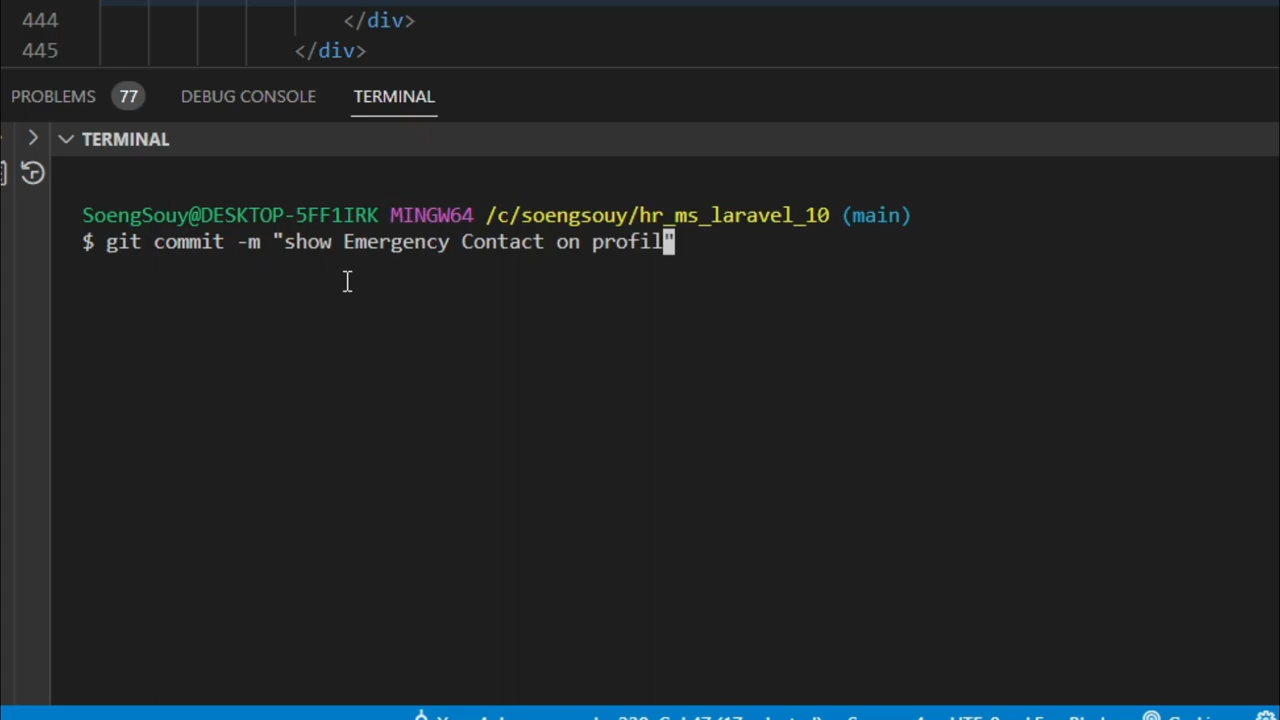 444 </div>
445 </div>
PROBLEMS 77 DEBUG CONSOLE TERMINAL
TERMINAL
SoengSouy@DESKTOP-5FF1IRK MINGW64 /c/soengsouy/hr_ms_laravel_10 (main)
$ git commit -m "show Emergency Contact on profil"